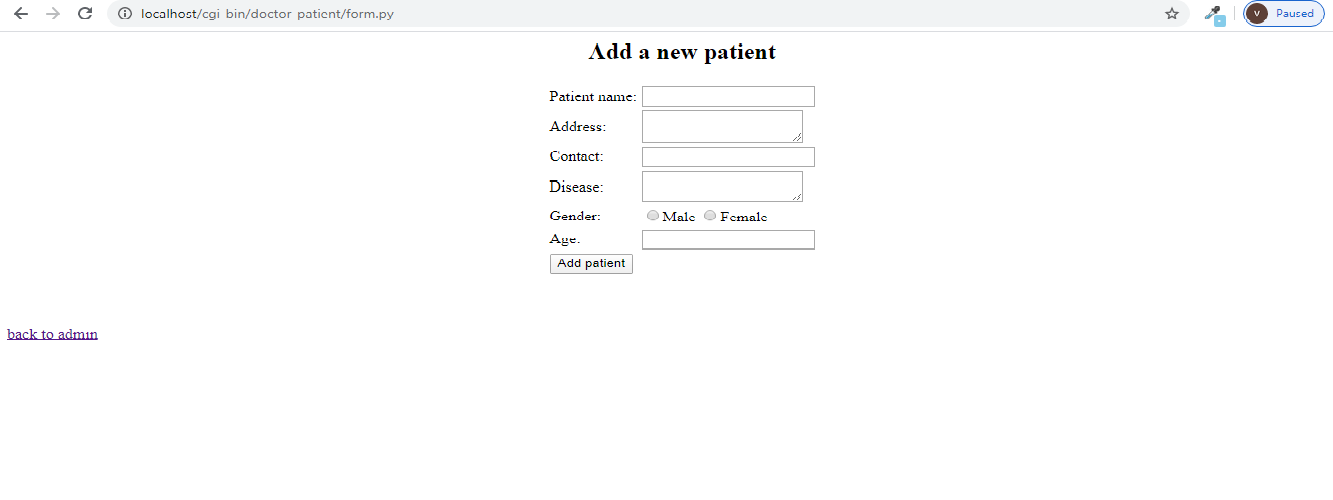 localhost/cgi-bin/doctor-patient/form.py
V Paused
Add a new patient
Patient name:
Address:
Contact:
Disease:
Gender: Male Female
Age:
Add patient
back to admin